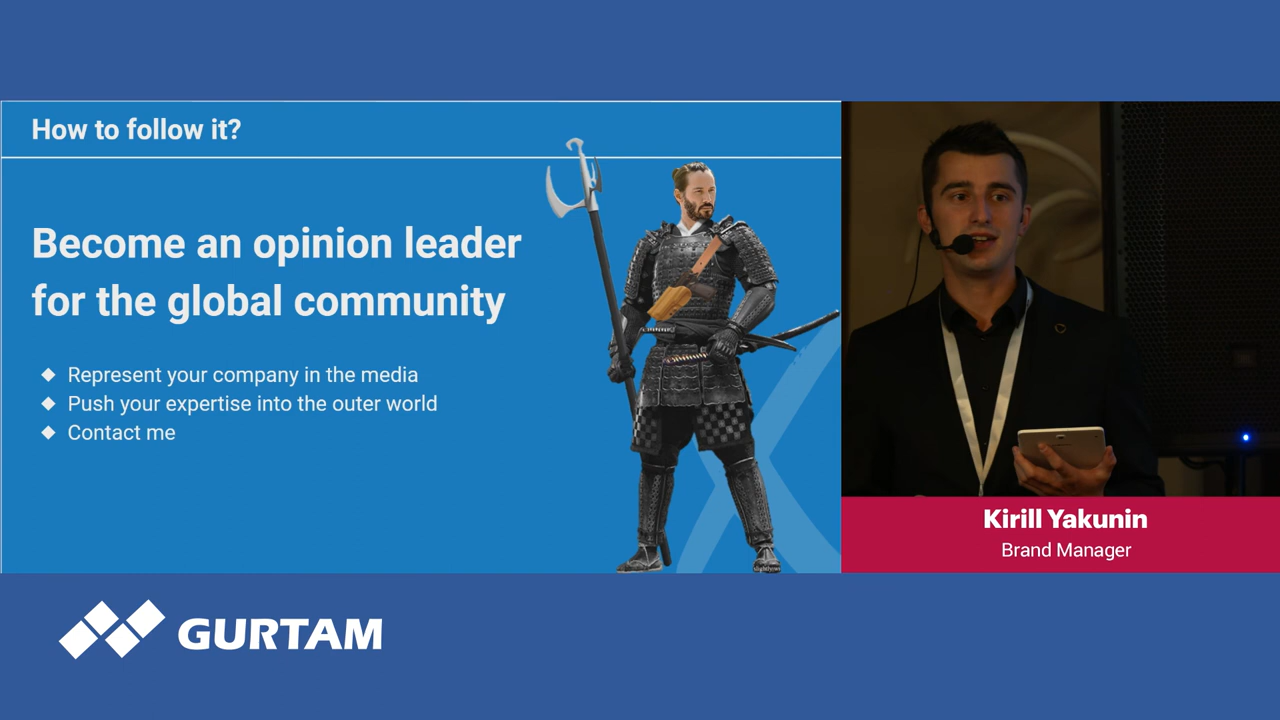 How to follow it?
Become an opinion leader
for the global community
Represent your company in the media
Push your expertise into the outer world
Contact me
Kirill Yakunin
Brand Manager
GURTAM